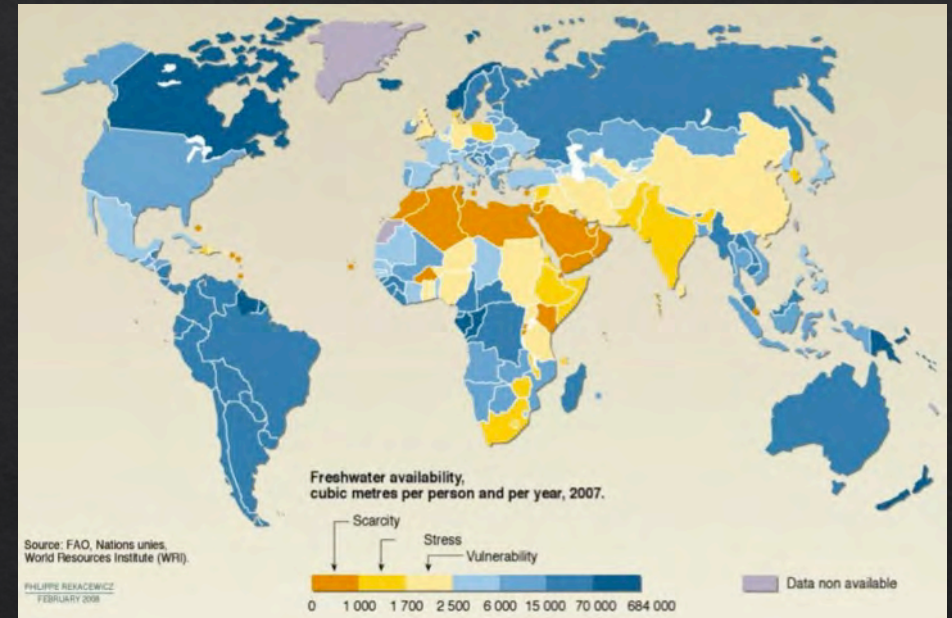 Freshwater availability,
cubic metres per person and per year, 2007.
Scarcity
Stress
Vulnerability
0 1 000 1 700 2 500 6 000 15 000 70 000 684 000
Data non available
Source: FAO, Nations unies,
World Resources Institute (WRI).
PHILIPPE REKACEWICZ
FEBRUARY 2008